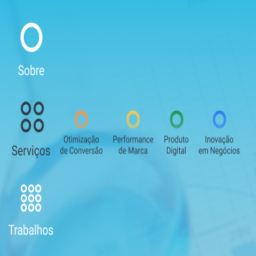 Sobre
Serviços
Otimização
de Conversão
Performance
de Marca
Produto
Digital
Inovação
em Negócios
Trabalhos